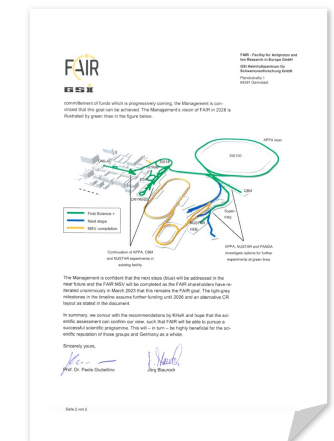 FAIR
GSI
FAIR - Facility for Antiproton and
Ion Research in Europe GmbH
GSI Helmholtzzentrum für
Schwerionenforschung GmbH
Planckstraße 1
64291 Darmstadt
committement of funds which is progressively coming, the Management is con-
vinced that this goal can be achieved. The Management's vision of FAIR in 2028 is
illustrated by green lines in the figure below.
APPA laser
SIS100
UNILAC
SIS18
ESR
CRYRING
CBM
Super-
FRS
NUSTAR
HEB
First Science +
Next steps
MSV completion
Continuation of APPA, CBM
and NUSTAR experiments in
existing facility
APPA, NUSTAR and PANDA
investigate options for further
experiments at green lines
The Management is confident that the next steps (blue) will be addressed in the
near future and the FAIR MSV will be completed as the FAIR shareholders have re-
iterated unanimously in March 2023 that this remains the FAIR goal. The light-grey
milestones in the timeline assume further funding until 2026 and an alternative CR
layout as stated in the document.
In summary, we concur with the recommendations by KHuK and hope that the sci-
entific assessment can confirm our view, such that FAIR will be able to pursue a
successful scientific programme. This will – in turn – be highly beneficial for the sci-
entific reputation of those groups and Germany as a whole.
Sincerely yours,
Prof. Dr. Paolo Giubellino
Jörg Blaurock
Seite 2 von 2